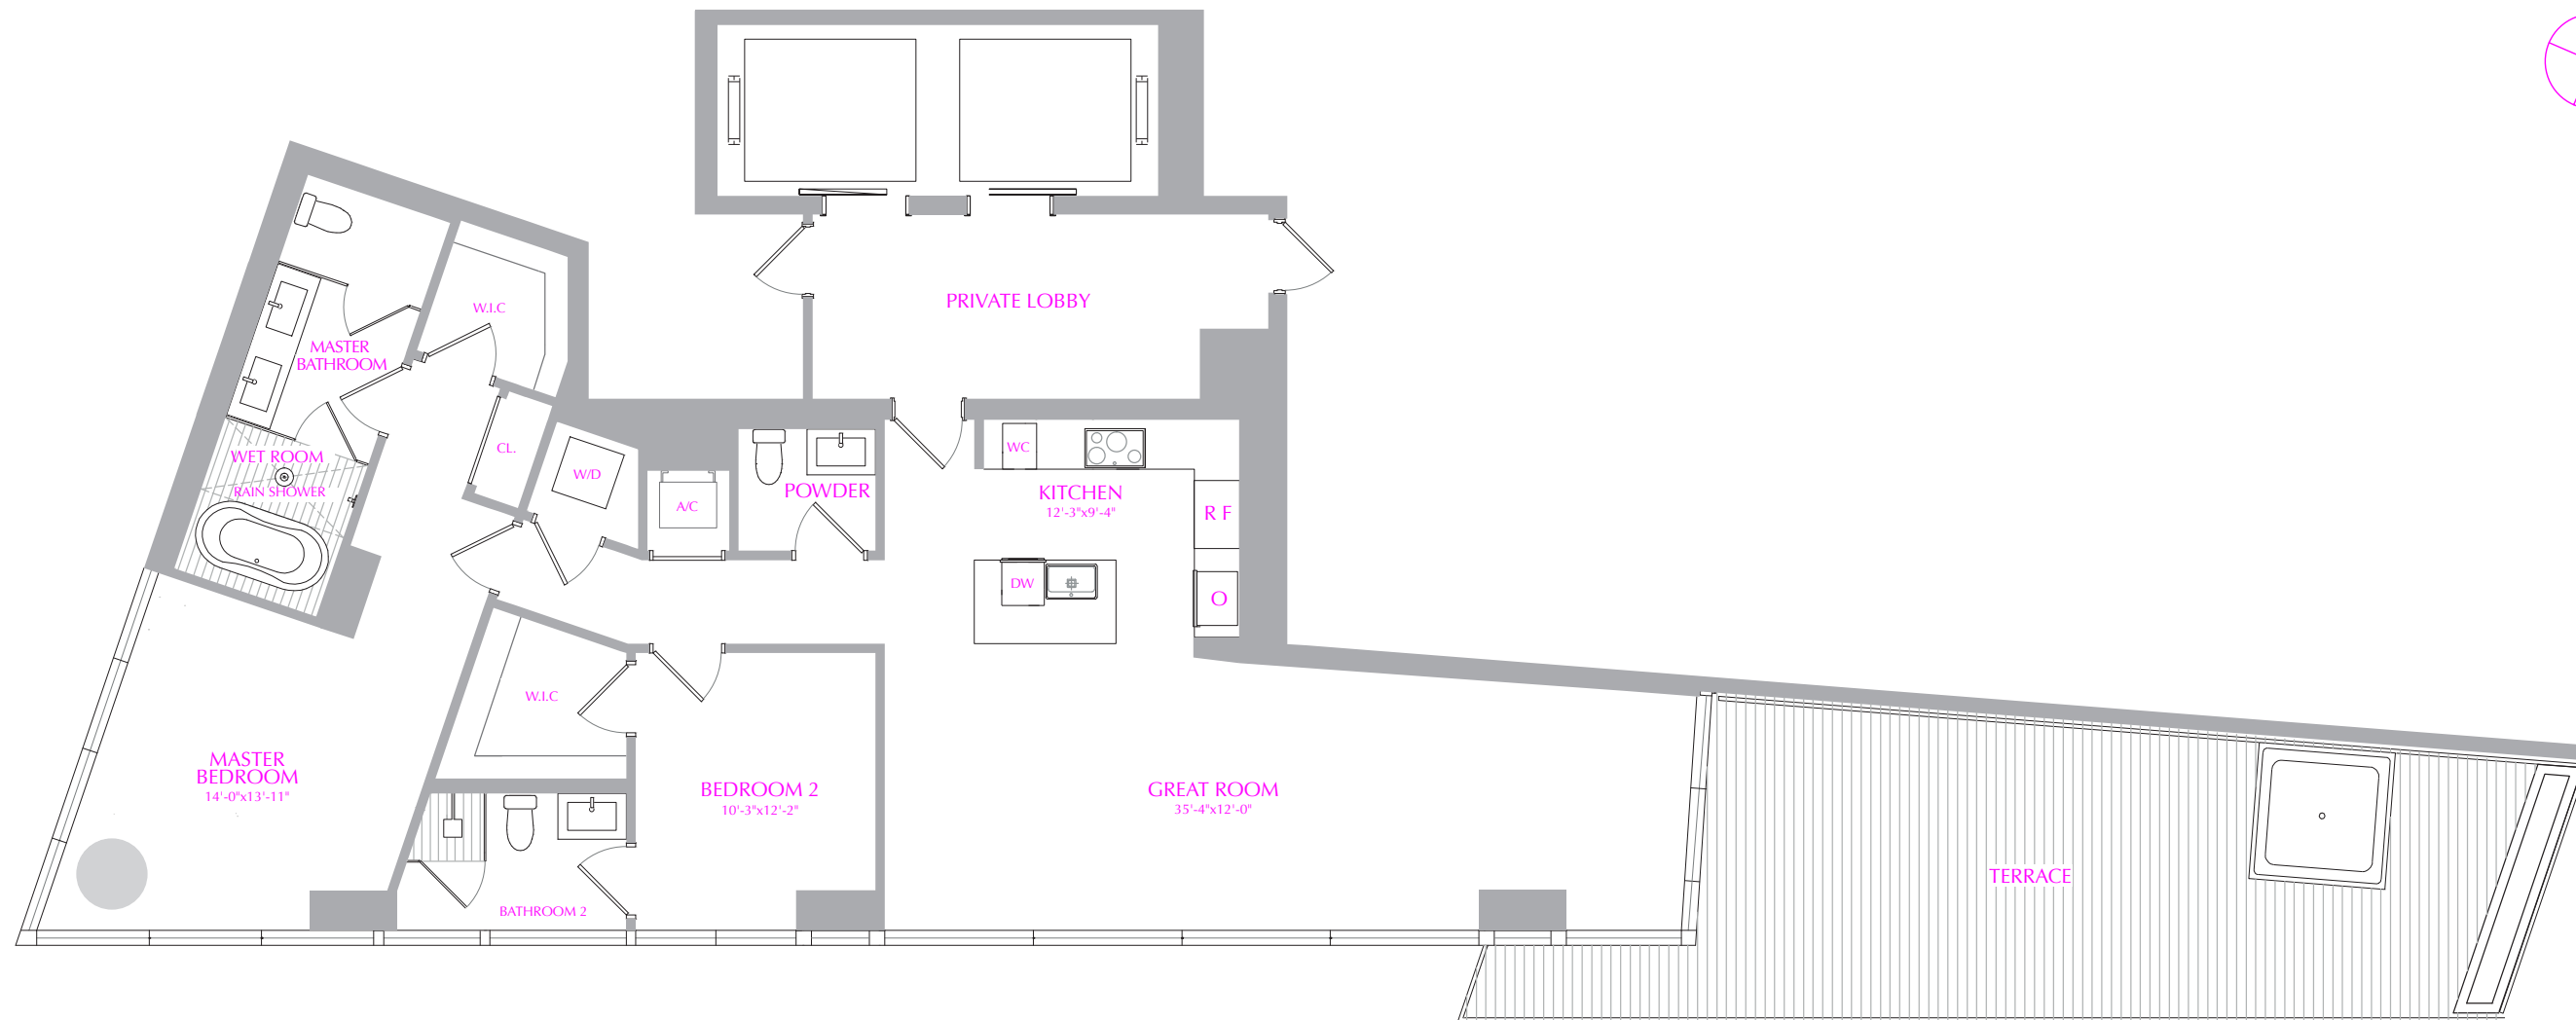 PRIVATE LOBBY
W.I.C
MASTER
BATHROOM
CL.
WET ROOM
RAIN SHOWER
W/D
A/C
POWDER
WC
KITCHEN
12'-3"x9'-4"
R F
DW
O
W.I.C
MASTER
BEDROOM
14'-0"x13'-11"
BEDROOM 2
10'-3"x12'-2"
GREAT ROOM
35'-4"x12'-0"
TERRACE
BATHROOM 2